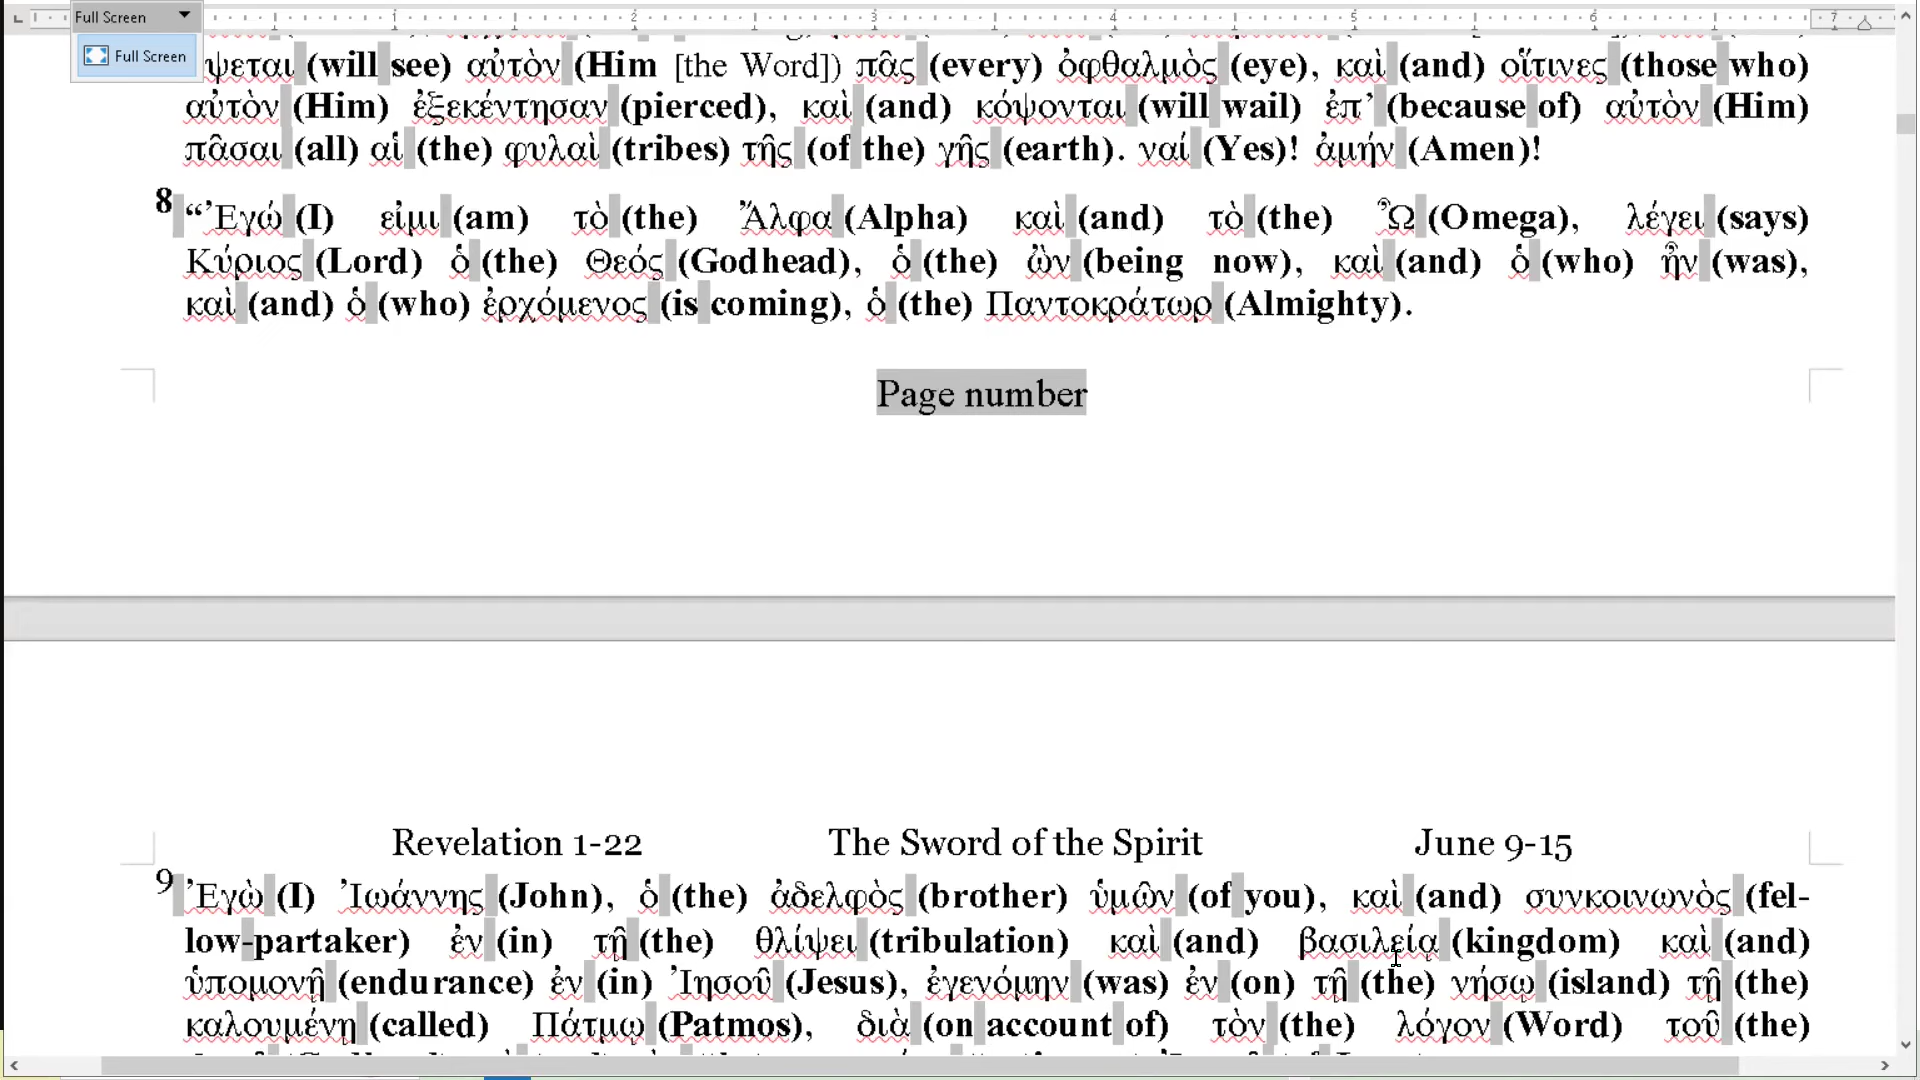 Full Screen
Full Screen
1 2 3 4 5 6 7
ψεται (will see) αὐτὸν (Him [the Word]) πᾶς (every) ὀφθαλμὸς (eye), καὶ (and) οἵτινες (those who)
αὐτὸν (Him) ἐξεκέντησαν (pierced), καὶ (and) κόψονται (will wail) ἐπ’ (because of) αὐτὸν (Him)
πᾶσαι (all) αἱ (the) φυλαὶ (tribes) τῆς (of the) γῆς (earth). ναί (Yes)! ἀμήν (Amen)!
8 “Ἐγώ (I) εἰμι (am) τὸ (the) Ἄλφα (Alpha) καὶ (and) τὸ (the) Ὦ (Omega), λέγει (says)
Κύριος (Lord) ὁ (the) Θεός (Godhead), ὁ (the) ὢν (being now), καὶ (and) ὁ (who) ἦν (was),
καὶ (and) ὁ (who) ἐρχόμενος (is coming), ὁ (the) Παντοκράτωρ (Almighty).
Page number
Revelation 1-22 The Sword of the Spirit June 9-15
9 Ἐγὼ (I) Ἰωάννης (John), ὁ (the) ἀδελφὸς (brother) ὑμῶν (of you), καὶ (and) συνκοινωνὸς (fel-
low-partaker) ἐν (in) τῇ (the) θλίψει (tribulation) καὶ (and) βασιλείᾳ (kingdom) καὶ (and)
ὑπομονῇ (endurance) ἐν (in) Ἰησοῦ (Jesus), ἐγενόμην (was) ἐν (on) τῇ (the) νήσῳ (island) τῇ (the)
καλουμένῃ (called) Πάτμῳ (Patmos), διὰ (on account of) τὸν (the) λόγον (Word) τοῦ (the)